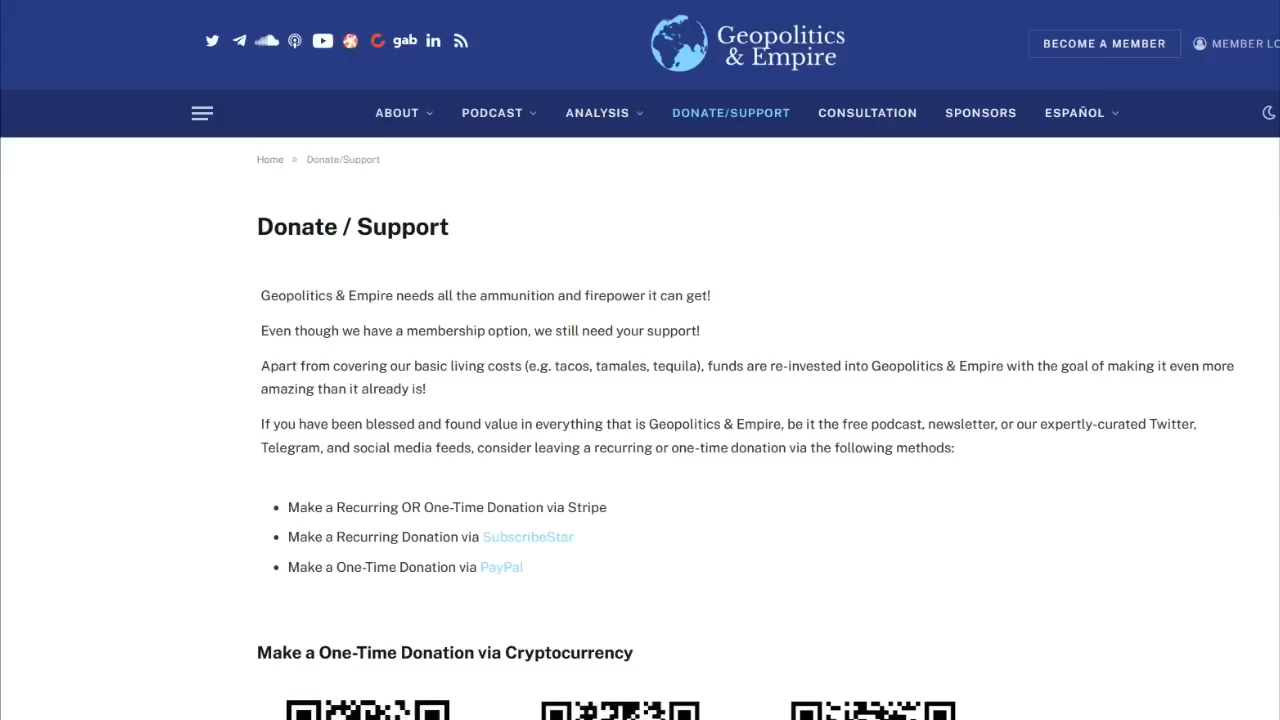 gab
in
Geopolitics
& Empire
BECOME A MEMBER
MEMBER LO
ABOUT
PODCAST
ANALYSIS
DONATE/SUPPORT
CONSULTATION
SPONSORS
ESPAÑOL
Home » Donate/Support
Donate / Support
Geopolitics & Empire needs all the ammunition and firepower it can get!
Even though we have a membership option, we still need your support!
Apart from covering our basic living costs (e.g. tacos, tamales, tequila), funds are re-invested into Geopolitics & Empire with the goal of making it even more
amazing than it already is!
If you have been blessed and found value in everything that is Geopolitics & Empire, be it the free podcast, newsletter, or our expertly-curated Twitter,
Telegram, and social media feeds, consider leaving a recurring or one-time donation via the following methods:
• Make a Recurring OR One-Time Donation via Stripe
• Make a Recurring Donation via SubscribeStar
• Make a One-Time Donation via PayPal
Make a One-Time Donation via Cryptocurrency